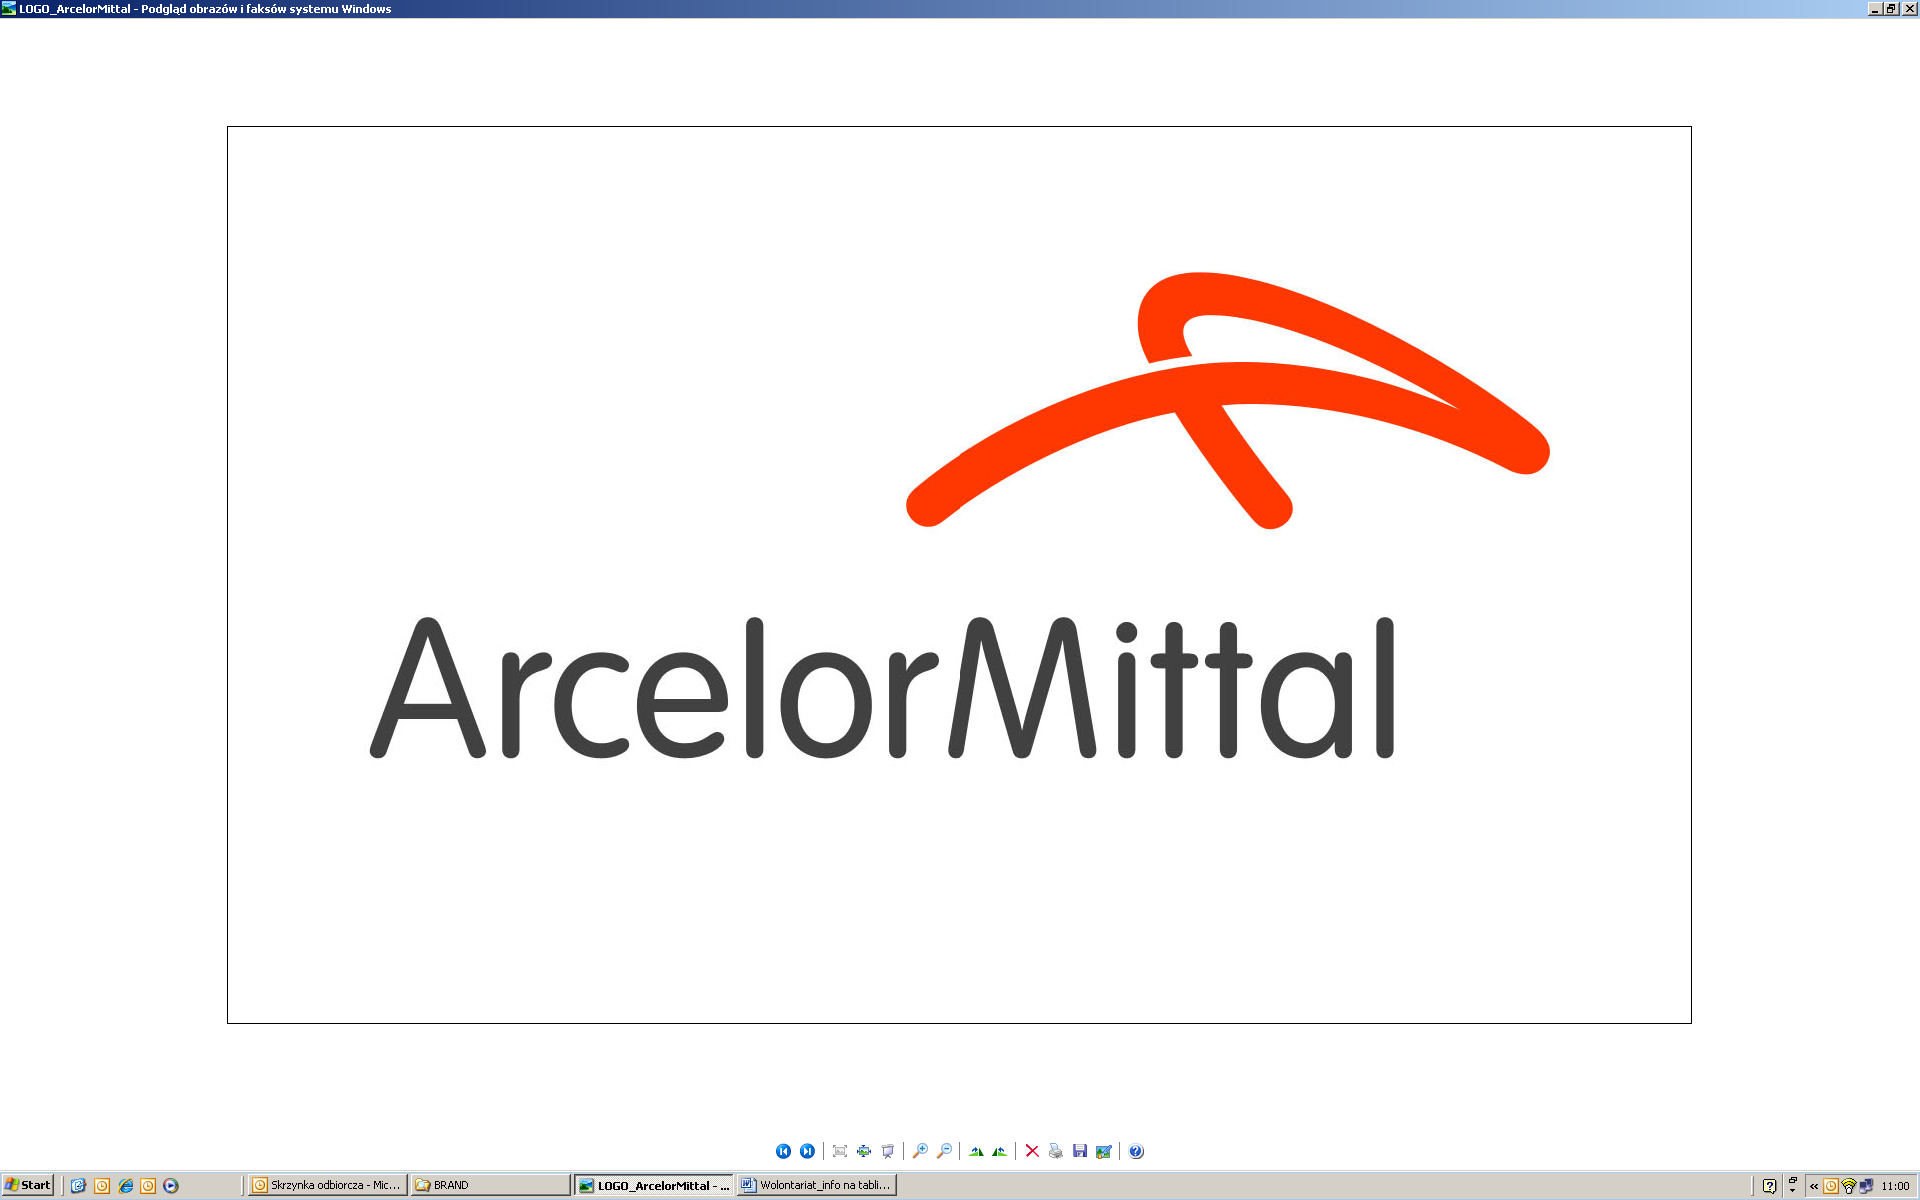 LOGO_ArcelorMittal - Podgląd obrazów i faksów systemu Windows
ArcelorMittal
Start
Skrzynka odbiorcza - Mic...
BRAND
LOGO_ArcelorMittal - ...
Wolontariat_info na tabli...
11:00